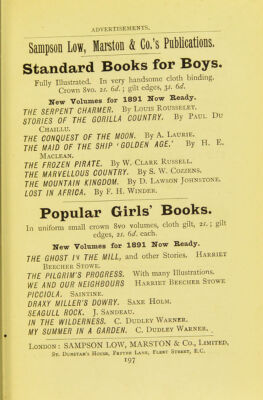 ADVERTISEMENTS.
Sampson Low, Marston & Co.'s Publications.
Standard Books for Boys.
Fully Illustrated. In very handsome cloth binding.
Crown 8vo. 2s. 6d.; gilt edges, 3s. 6d.
New Volumes for 1891 Now Ready.
THE SERPENT CHARMER. By LOUIS ROUSSELET.
STORIES OF THE GORILLA COUNTRY. By PAUL DU
CHAILLU.
THE CONQUEST OF THE MOON. By A. LAURIE.
THE MAID OF THE SHIP 'GOLDEN AGE.' By H. E.
MACLEAN.
THE FROZEN PIRATE. By W. CLARK RUSSELL.
THE MARVELLOUS COUNTRY. By S. W. COZZENS.
THE MOUNTAIN KINGDOM. By D. LAWSON JOHNSTONE.
LOST IN AFRICA. By F. H. WINDER.
Popular Girls' Books.
In uniform small crown 8vo volumes, cloth gilt, 2s.; gilt
edges, 2s. 6d. each.
New Volumes for 1891 Now Ready.
THE GHOST IN THE MILL, and other Stories. HARRIET
BEECHER STOWE.
THE PILGRIM'S PROGRESS. With many Illustrations.
WE AND OUR NEIGHBOURS HARRIET BEECHER STOWE
PICCIOLA. SAINTINE.
DRAXY MILLER'S DOWRY. SAXE HOLM.
SEAGULL ROCK. J. SANDEAU.
IN THE WILDERNESS. C. DUDLEY WARNER.
MY SUMMER IN A GARDEN. C. DUDLEY WARNER.
LONDON: SAMPSON LOW, MARSTON & CO., LIMITED,
ST. DUNSTAN'S HOUSE, FETTER LANE, FLEET STREET, E.C.
197